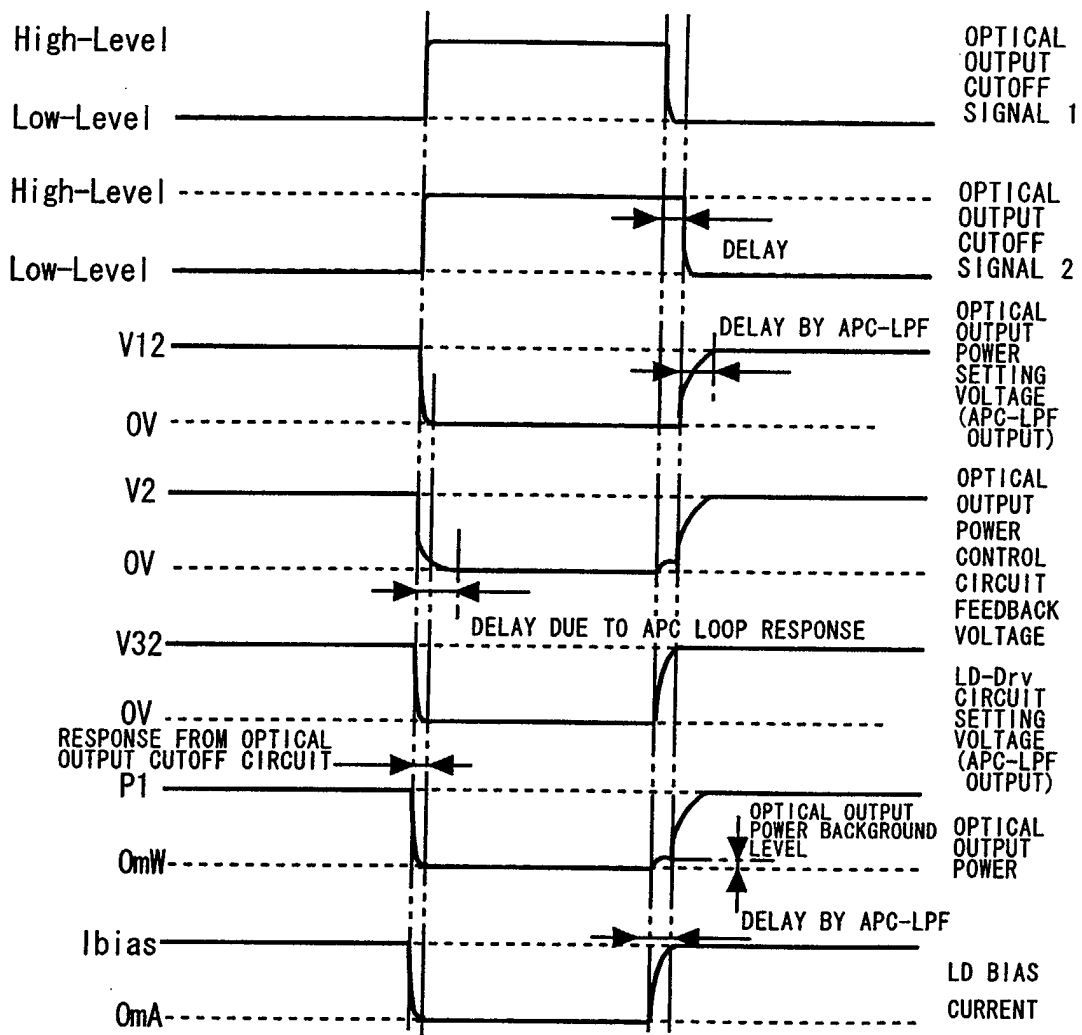 High-Level
Low-Level
OPTICAL
OUTPUT
CUTOFF
SIGNAL 1
High-Level
Low-Level
DELAY
OPTICAL
OUTPUT
CUTOFF
SIGNAL 2
V12
0V
DELAY BY APC-LPF
OPTICAL
OUTPUT
POWER
SETTING
VOLTAGE
(APC-LPF
OUTPUT)
V2
0V
DELAY DUE TO APC LOOP RESPONSE
OPTICAL
OUTPUT
POWER
CONTROL
CIRCUIT
FEEDBACK
VOLTAGE
V32
0V
RESPONSE FROM OPTICAL
OUTPUT CUTOFF CIRCUIT
LD-Drv
CIRCUIT
SETTING
VOLTAGE
(APC-LPF
OUTPUT)
P1
0mW
OPTICAL OUTPUT
POWER BACKGROUND
LEVEL
OPTICAL
OUTPUT
POWER
Ibias
0mA
DELAY BY APC-LPF
LD BIAS
CURRENT